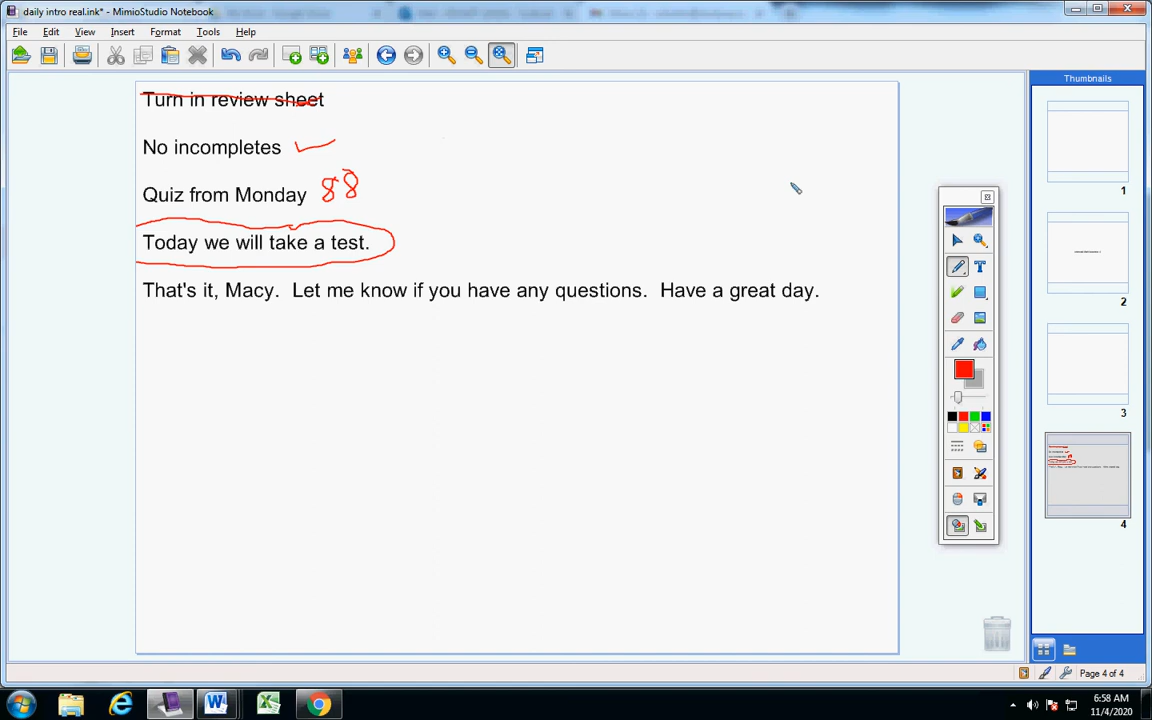 daily intro real.ink* - MimioStudio Notebook
File Edit View Insert Format Tools Help
Thumbnails
Turn in review sheet
No incompletes
Quiz from Monday 88
Today we will take a test.
That's it, Macy. Let me know if you have any questions. Have a great day.
T
1
2
3
4
Page 4 of 4
6:58 AM
11/4/2020